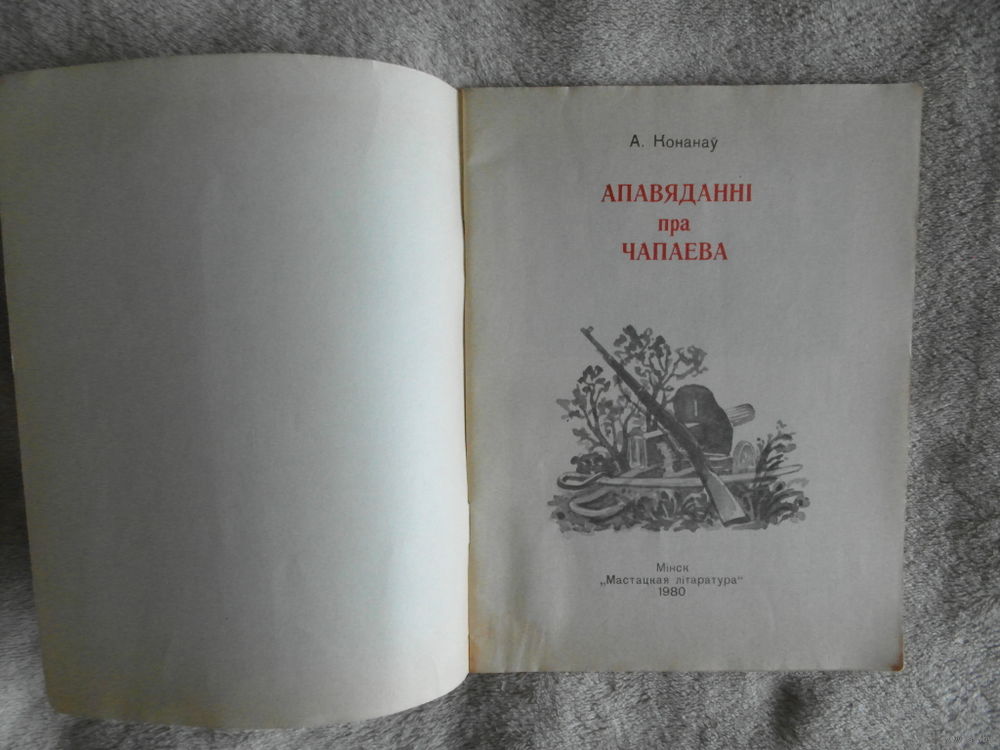 А. Конанаў
АПАВЯДАННІ
пра
ЧАПАЕВА
Мінск
„Мастацкая літаратура“
1980